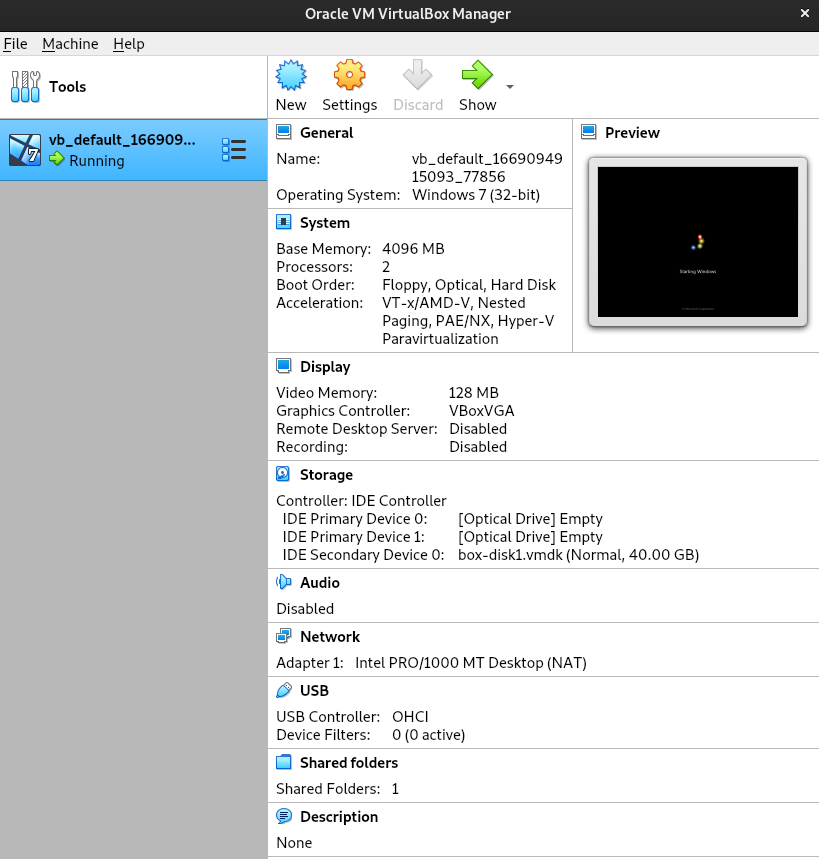 Oracle VM VirtualBox Manager
File Machine Help
Tools
New Settings Discard Show
vb_default_166909...
Running
General
Name: vb_default_16690949
15093_77856
Operating System: Windows 7 (32-bit)
Preview
Starting Windows
System
Base Memory: 4096 MB
Processors: 2
Boot Order: Floppy, Optical, Hard Disk
Acceleration: VT-x/AMD-V, Nested
Paging, PAE/NX, Hyper-V
Paravirtualization
Display
Video Memory: 128 MB
Graphics Controller: VBoxVGA
Remote Desktop Server: Disabled
Recording: Disabled
Storage
Controller: IDE Controller
IDE Primary Device 0: [Optical Drive] Empty
IDE Primary Device 1: [Optical Drive] Empty
IDE Secondary Device 0: box-disk1.vmdk (Normal, 40.00 GB)
Audio
Disabled
Network
Adapter 1: Intel PRO/1000 MT Desktop (NAT)
USB
USB Controller: OHCI
Device Filters: 0 (0 active)
Shared folders
Shared Folders: 1
Description
None